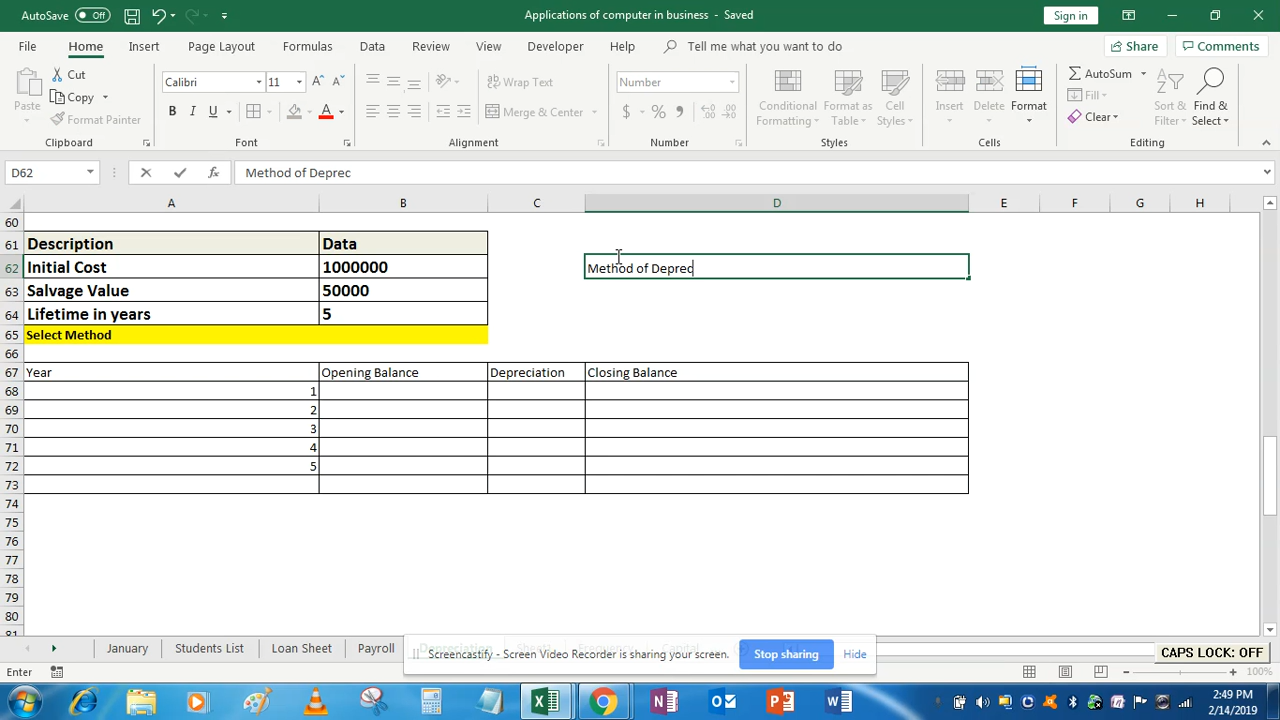 AutoSave Off Applications of computer in business - Saved Sign in
File Home Insert Page Layout Formulas Data Review View Developer Help Tell me what you want to do Share Comments
Cut
Copy
Format Painter
Paste
Clipboard
Calibri 11
B I U
Font
Wrap Text
Merge & Center
Alignment
Number
$ % ,
Number
Conditional Formatting
Format as Table
Cell Styles
Styles
Insert Delete Format
Cells
AutoSum
Fill
Clear
Sort & Filter
Find & Select
Editing
D62 fx Method of Deprec
A B C D E F G H
60
61 Description Data
62 Initial Cost 1000000 Method of Deprec
63 Salvage Value 50000
64 Lifetime in years 5
65 Select Method
66
67 Year Opening Balance Depreciation Closing Balance
68 1
69 2
70 3
71 4
72 5
73
74
75
76
77
78
79
80
81
January Students List Loan Sheet Payroll Depreciation
Screencastify - Screen Video Recorder is sharing your screen. Stop sharing Hide
CAPS LOCK: OFF
Enter 100%
2:49 PM
2/14/2019